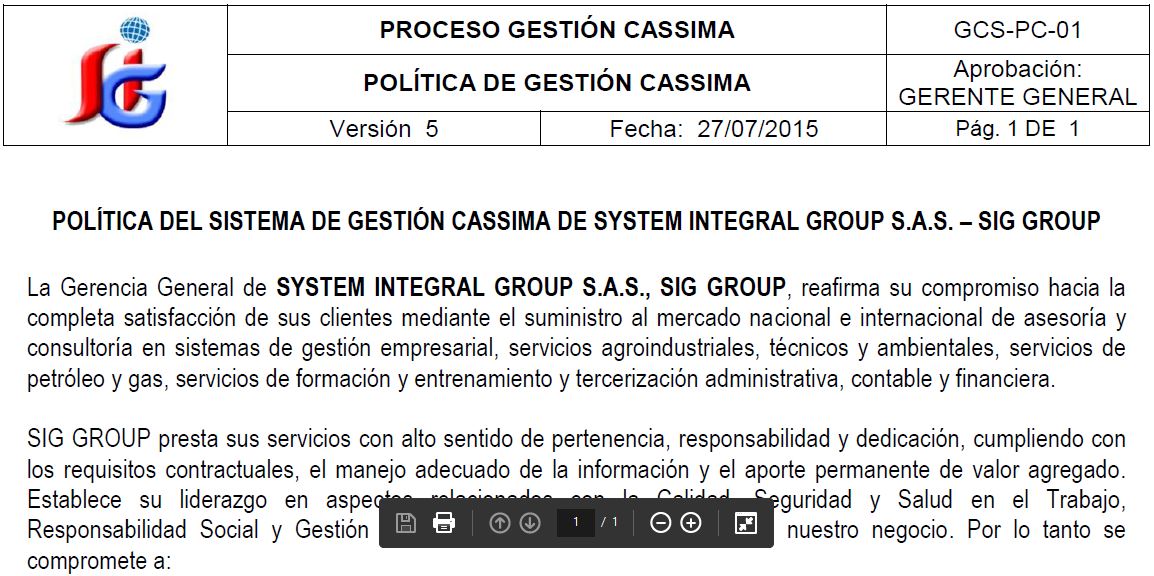 SIG
PROCESO GESTIÓN CASSIMA
GCS-PC-01
POLÍTICA DE GESTIÓN CASSIMA
Aprobación:
GERENTE GENERAL
Versión 5
Fecha: 27/07/2015
Pág. 1 DE 1
POLÍTICA DEL SISTEMA DE GESTIÓN CASSIMA DE SYSTEM INTEGRAL GROUP S.A.S. – SIG GROUP
La Gerencia General de SYSTEM INTEGRAL GROUP S.A.S., SIG GROUP, reafirma su compromiso hacia la
completa satisfacción de sus clientes mediante el suministro al mercado nacional e internacional de asesoría y
consultoría en sistemas de gestión empresarial, servicios agroindustriales, técnicos y ambientales, servicios de
petróleo y gas, servicios de formación y entrenamiento y tercerización administrativa, contable y financiera.
SIG GROUP presta sus servicios con alto sentido de pertenencia, responsabilidad y dedicación, cumpliendo con
los requisitos contractuales, el manejo adecuado de la información y el aporte permanente de valor agregado.
Establece su liderazgo en aspectos relacionados con la Calidad, Seguridad y Salud en el Trabajo,
Responsabilidad Social y Gestión nuestro negocio. Por lo tanto se
compromete a:
1 / 1